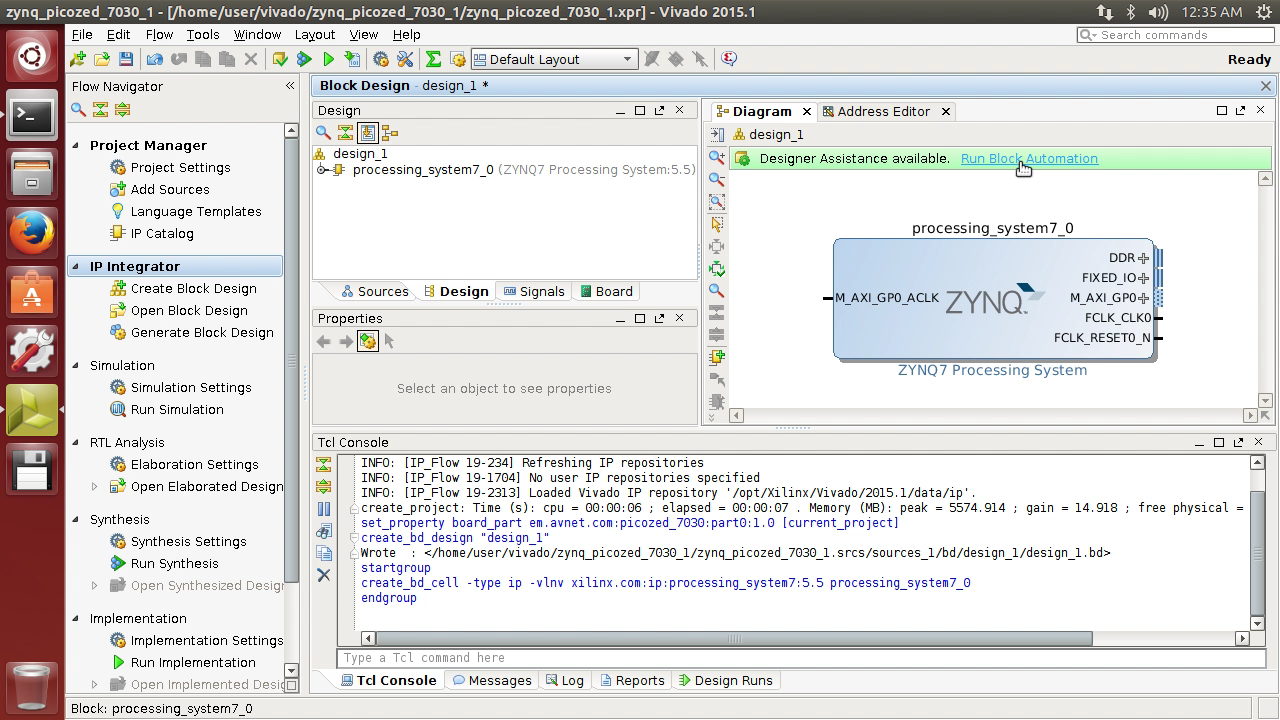 zynq_picozed_7030_1 - [/home/user/vivado/zynq_picozed_7030_1/zynq_picozed_7030_1.xpr] - Vivado 2015.1
12:35 AM
File Edit Flow Tools Window Layout View Help
Search commands
Default Layout
Ready
Flow Navigator
Project Manager
Project Settings
Add Sources
Language Templates
IP Catalog
IP Integrator
Create Block Design
Open Block Design
Generate Block Design
Simulation
Simulation Settings
Run Simulation
RTL Analysis
Elaboration Settings
Open Elaborated Design
Synthesis
Synthesis Settings
Run Synthesis
Open Synthesized Design
Implementation
Implementation Settings
Run Implementation
Open Implemented Desig
Block Design - design_1 *
Design
design_1
processing_system7_0 (ZYNQ7 Processing System:5.5)
Sources Design Signals Board
Properties
Select an object to see properties
Diagram Address Editor
design_1
Designer Assistance available. Run Block Automation
processing_system7_0
DDR
FIXED_IO
M_AXI_GP0_ACLK
ZYNQ
M_AXI_GP0
FCLK_CLK0
FCLK_RESET0_N
ZYNQ7 Processing System
Tcl Console
INFO: [IP_Flow 19-234] Refreshing IP repositories
INFO: [IP_Flow 19-1704] No user IP repositories specified
INFO: [IP_Flow 19-2313] Loaded Vivado IP repository '/opt/Xilinx/Vivado/2015.1/data/ip'.
create_project: Time (s): cpu = 00:00:06 ; elapsed = 00:00:07 . Memory (MB): peak = 5574.914 ; gain = 14.918 ; free physical =
set_property board_part em.avnet.com:picozed_7030:part0:1.0 [current_project]
create_bd_design "design_1"
Wrote : </home/user/vivado/zynq_picozed_7030_1/zynq_picozed_7030_1.srcs/sources_1/bd/design_1/design_1.bd>
startgroup
create_bd_cell -type ip -vlnv xilinx.com:ip:processing_system7:5.5 processing_system7_0
endgroup
Type a Tcl command here
Tcl Console Messages Log Reports Design Runs
Block: processing_system7_0